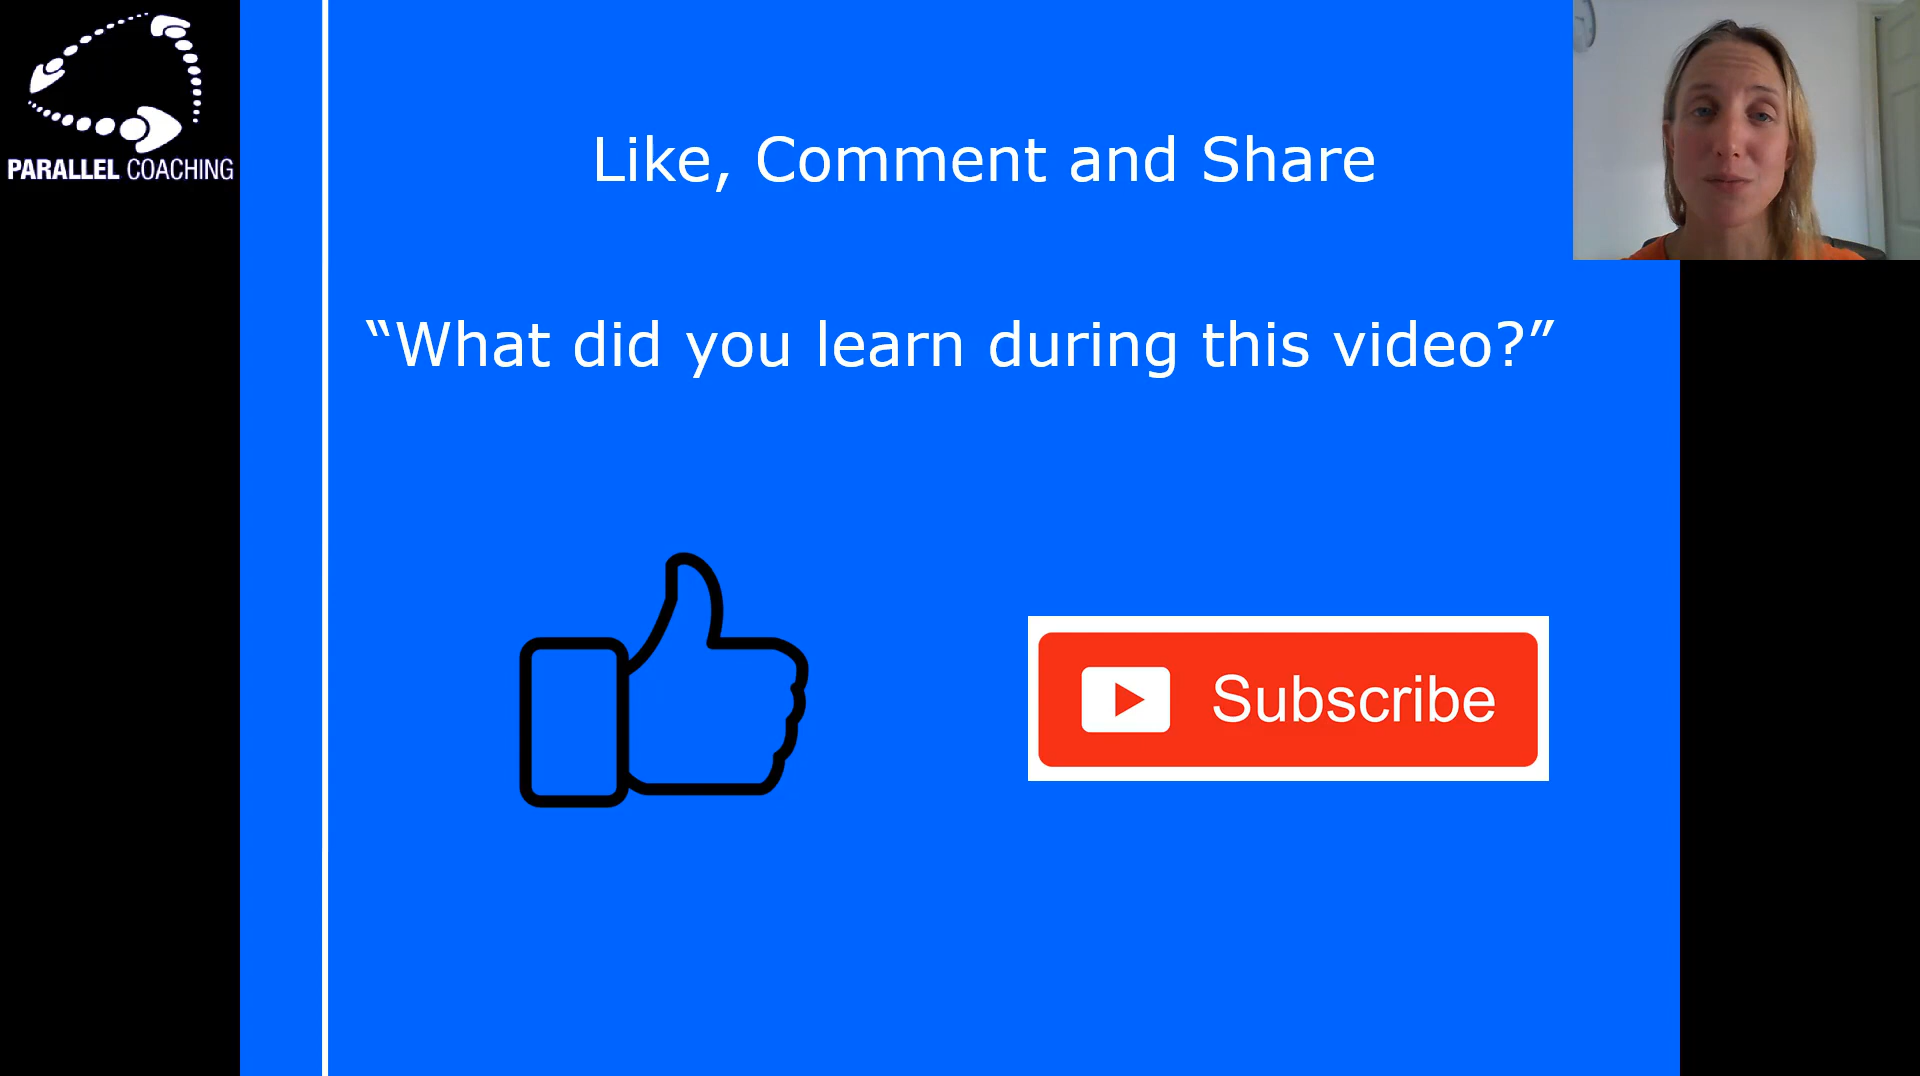 PARALLEL COACHING
Like, Comment and Share
“What did you learn during this video?”
Subscribe